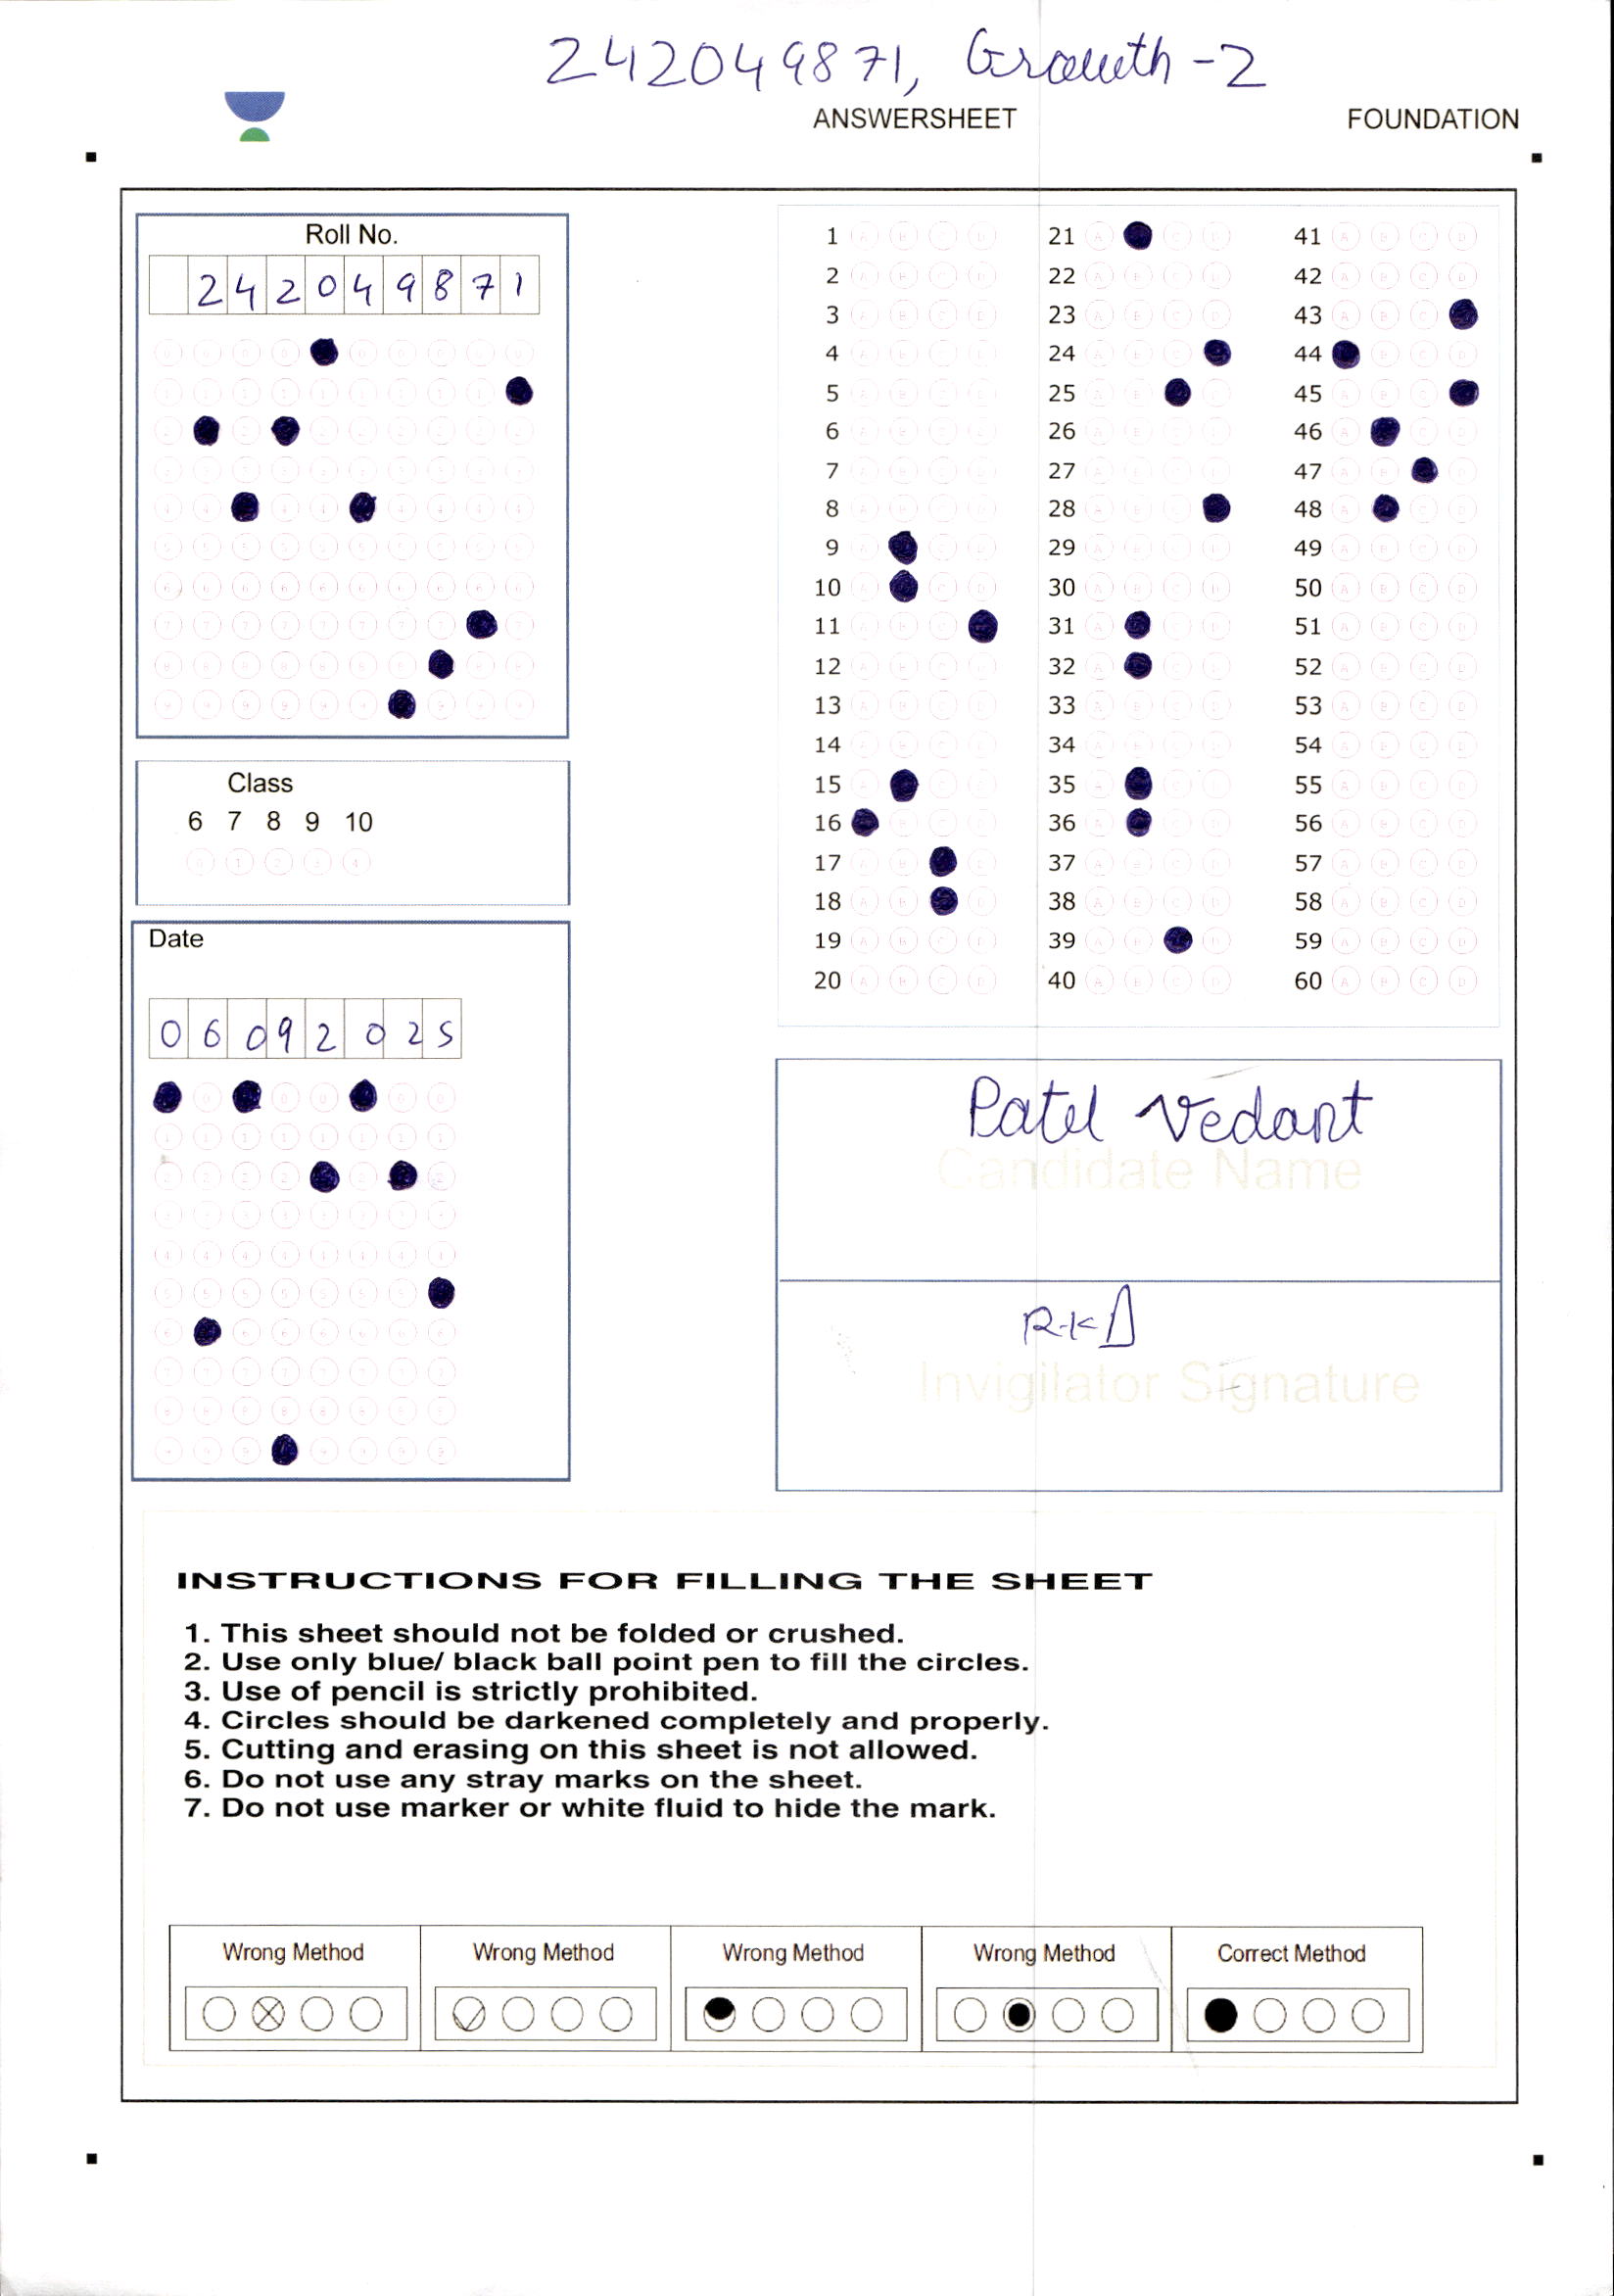 242049871, Growth-2
ANSWERSHEET FOUNDATION
Roll No.
2 4 2 0 4 9 8 7 1
Class
6 7 8 9 10
Date
0 6 0 9 2 0 2 5
1 21 41
2 22 42
3 23 43
4 24 44
5 25 45
6 26 46
7 27 47
8 28 48
9 29 49
10 30 50
11 31 51
12 32 52
13 33 53
14 34 54
15 35 55
16 36 56
17 37 57
18 38 58
19 39 59
20 40 60
Patel Vedant
Candidate Name
Invigilator Signature
INSTRUCTIONS FOR FILLING THE SHEET
1. This sheet should not be folded or crushed.
2. Use only blue/ black ball point pen to fill the circles.
3. Use of pencil is strictly prohibited.
4. Circles should be darkened completely and properly.
5. Cutting and erasing on this sheet is not allowed.
6. Do not use any stray marks on the sheet.
7. Do not use marker or white fluid to hide the mark.
Wrong Method Wrong Method Wrong Method Wrong Method Correct Method